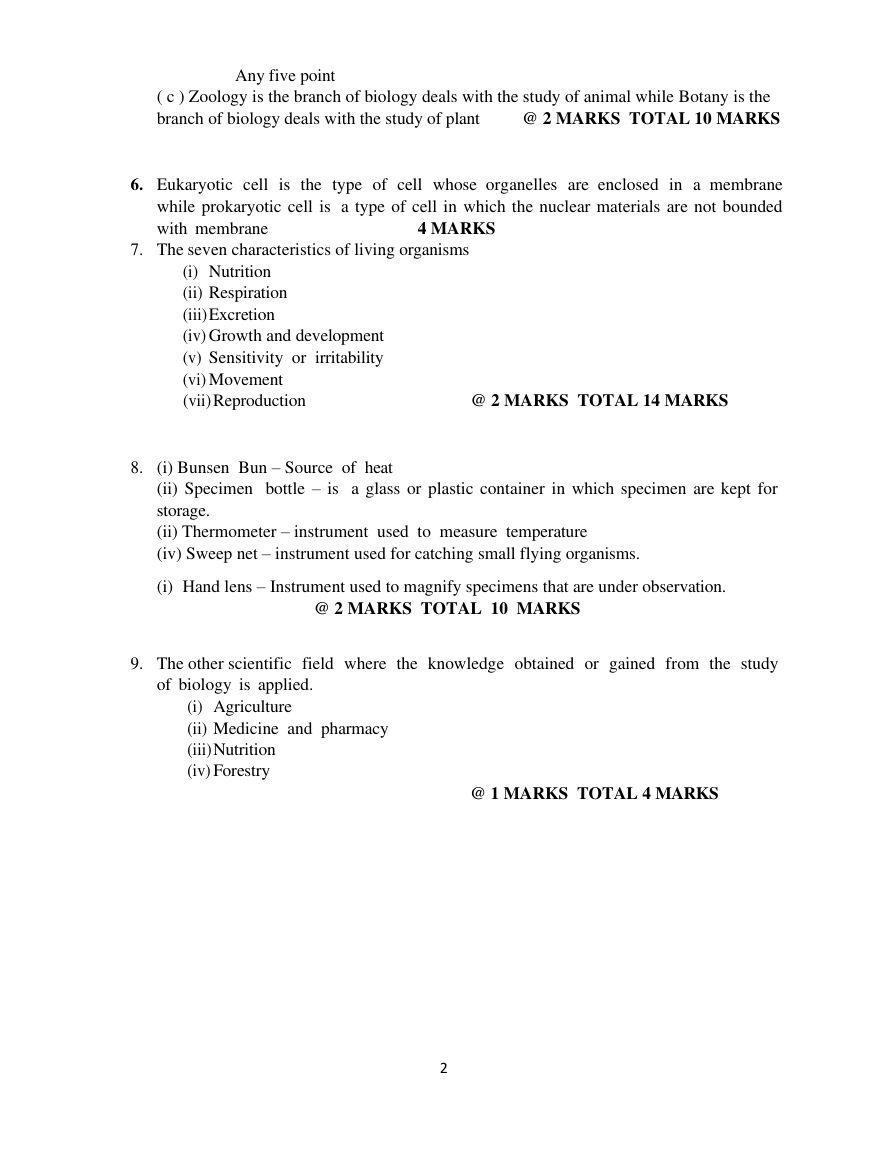 Any five point
( c ) Zoology is the branch of biology deals with the study of animal while Botany is the
branch of biology deals with the study of plant @ 2 MARKS TOTAL 10 MARKS
6. Eukaryotic cell is the type of cell whose organelles are enclosed in a membrane
while prokaryotic cell is a type of cell in which the nuclear materials are not bounded
with membrane 4 MARKS
7. The seven characteristics of living organisms
(i) Nutrition
(ii) Respiration
(iii)Excretion
(iv) Growth and development
(v) Sensitivity or irritability
(vi) Movement
(vii) Reproduction @ 2 MARKS TOTAL 14 MARKS
8. (i) Bunsen Bun – Source of heat
(ii) Specimen bottle – is a glass or plastic container in which specimen are kept for
storage.
(ii) Thermometer – instrument used to measure temperature
(iv) Sweep net – instrument used for catching small flying organisms.
(i) Hand lens – Instrument used to magnify specimens that are under observation.
@ 2 MARKS TOTAL 10 MARKS
9. The other scientific field where the knowledge obtained or gained from the study
of biology is applied.
(i) Agriculture
(ii) Medicine and pharmacy
(iii)Nutrition
(iv) Forestry
@ 1 MARKS TOTAL 4 MARKS
2